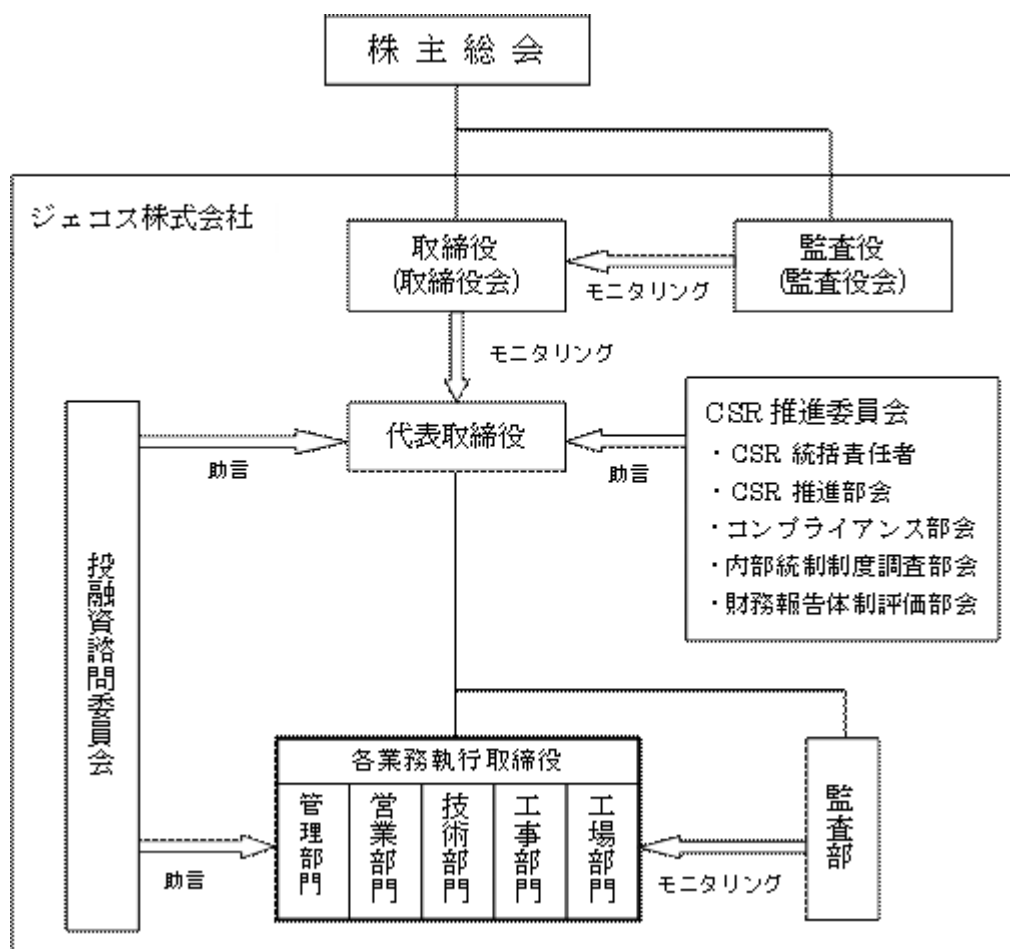 株主総会
ジェコス株式会社
取締役
(取締役会)
監査役
(監査役会)
モニタリング
モニタリング
代表取締役
助言
助言
CSR 推進委員会
・CSR 統括責任者
・CSR 推進部会
・コンプライアンス部会
・内部統制制度調査部会
・財務報告体制評価部会
投融資諮問委員会
各業務執行取締役
管理部門
営業部門
技術部門
工事部門
工場部門
監査部
助言
モニタリング